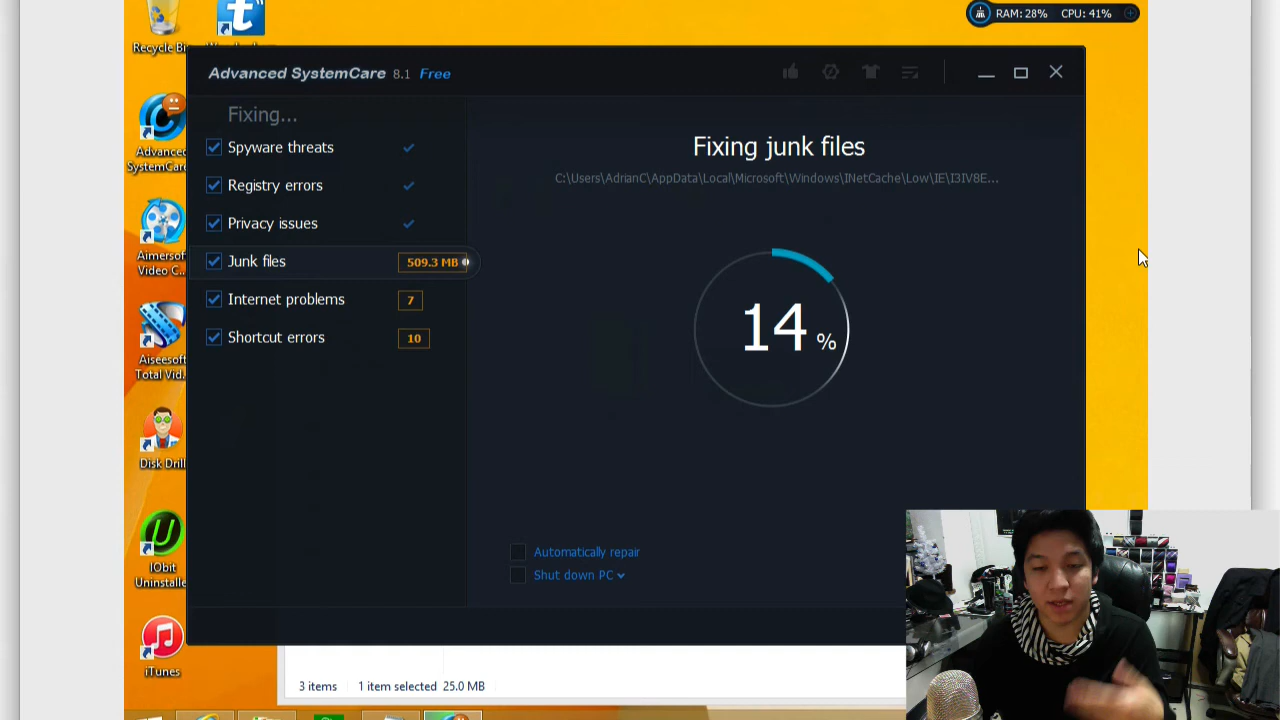 RAM: 28% CPU: 41%
Recycle Bi
Advanced SystemCare 8.1 Free
Fixing...
Spyware threats
Registry errors
Privacy issues
Junk files 509.3 MB
Internet problems 7
Shortcut errors 10
Fixing junk files
C:\Users\AdrianC\AppData\Local\Microsoft\Windows\INetCache\Low\IE\I3IV8E...
14 %
Automatically repair
Shut down PC
Advanced
SystemCare
Aimersof
Video C...
Aiseesoft
Total Vid..
Disk Drill
IObit
Uninstalle
iTunes
3 items 1 item selected 25.0 MB